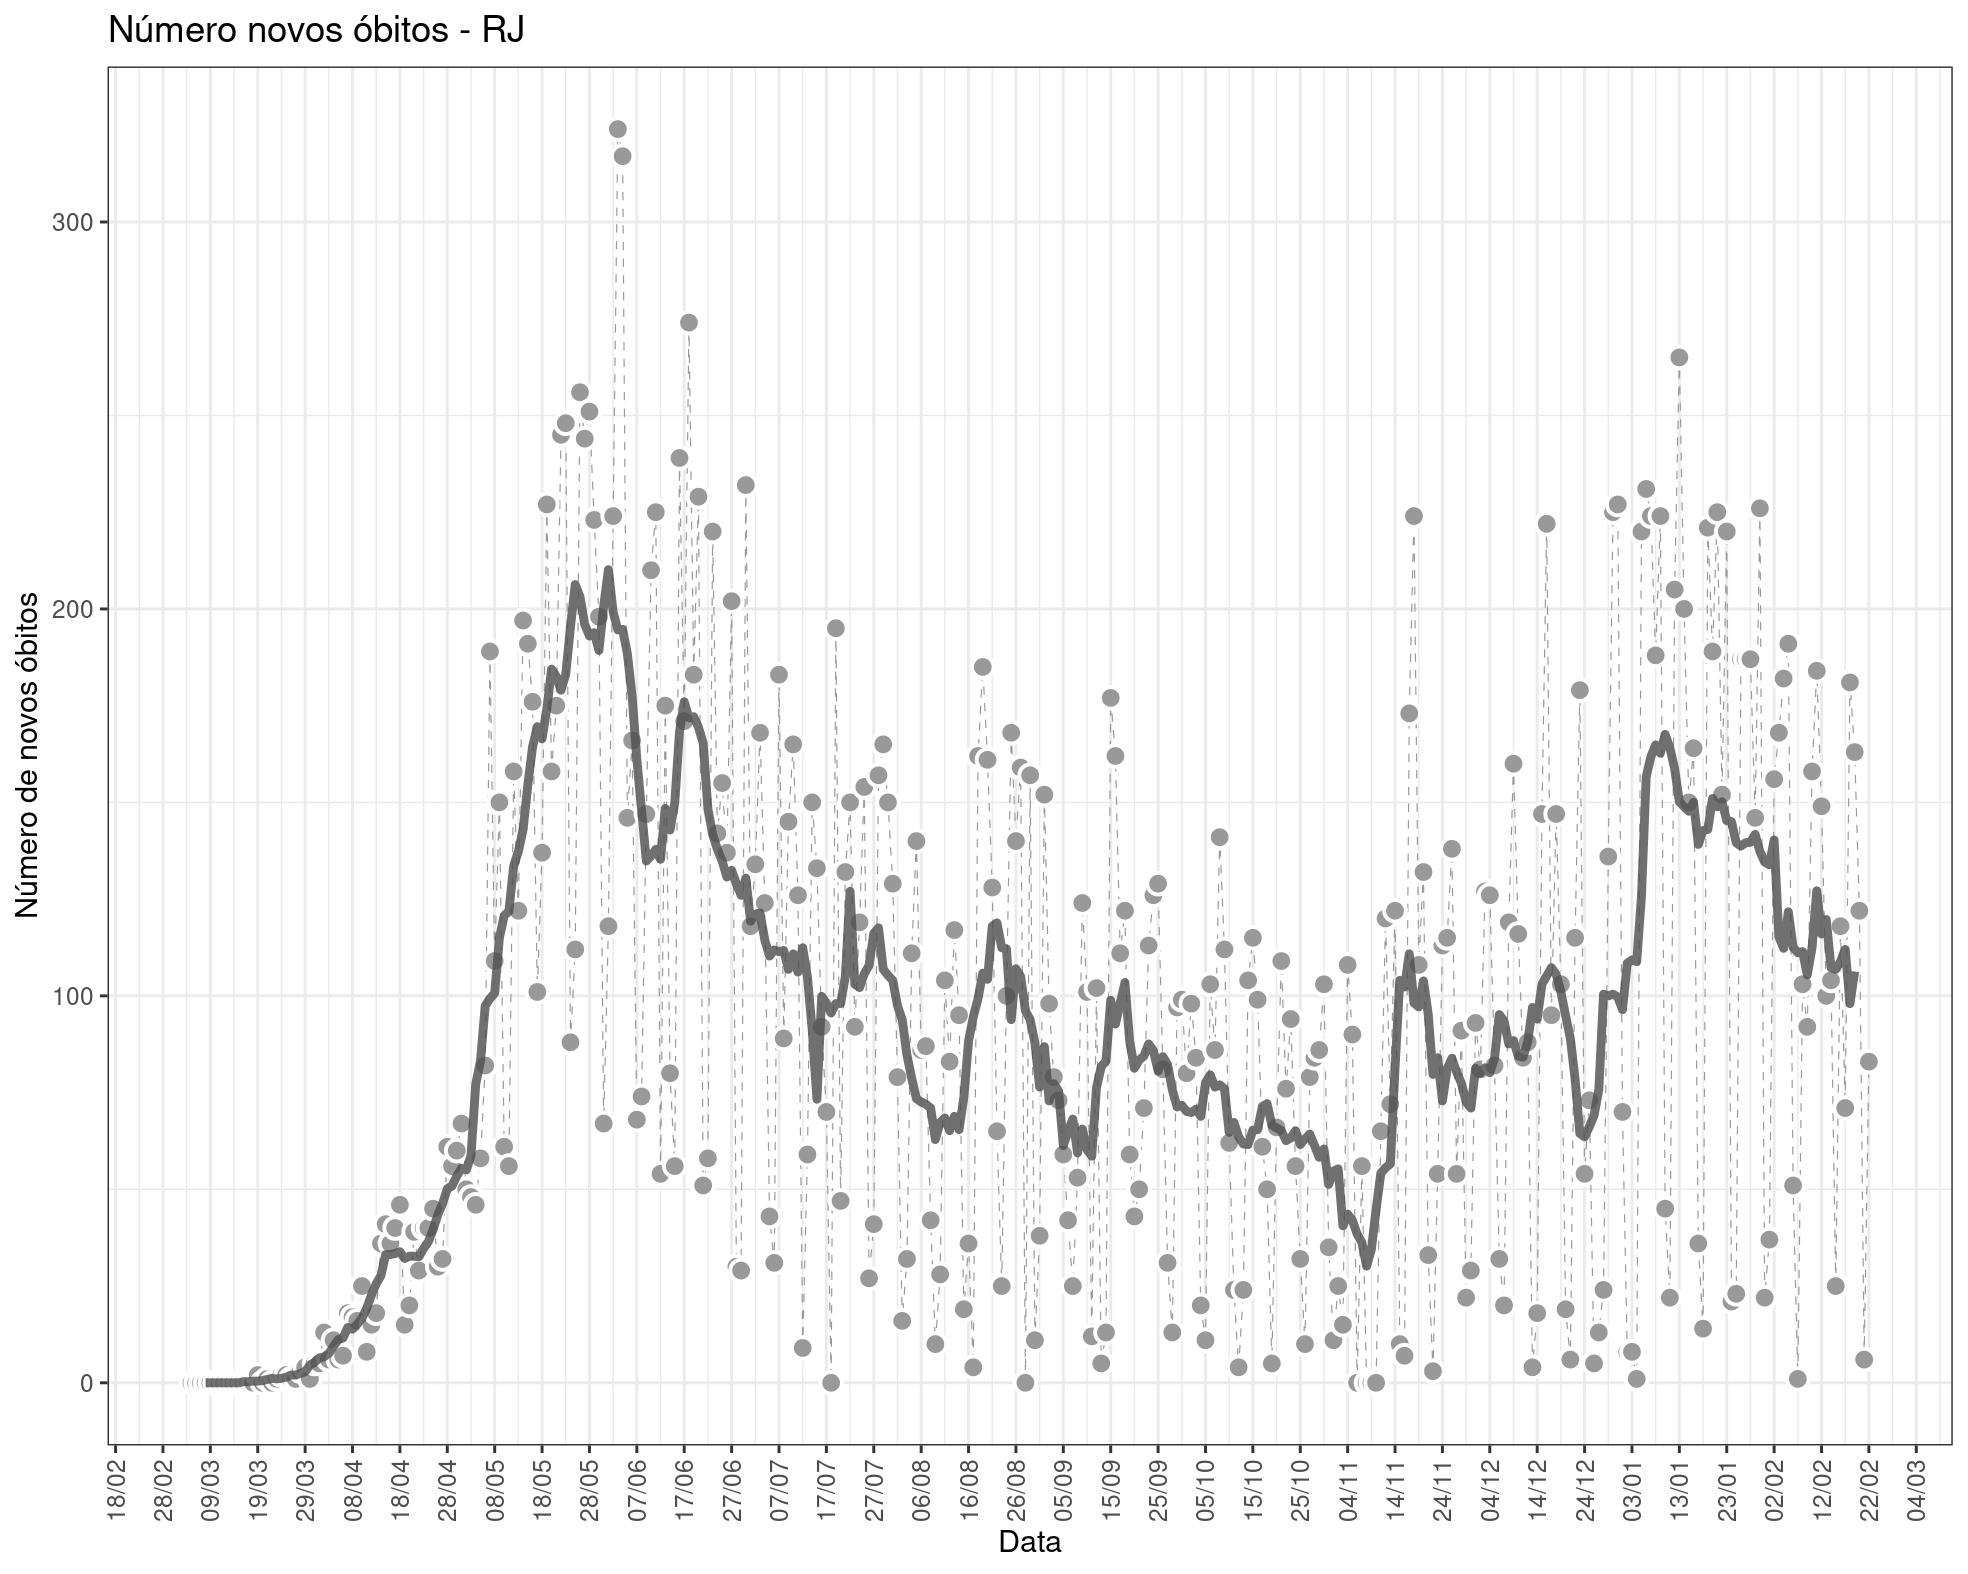 Número novos óbitos - RJ
Número de novos óbitos
300
200
100
0
18/02 28/02 09/03 19/03 29/03 08/04 18/04 28/04 08/05 18/05 28/05 07/06 17/06 27/06 07/07 17/07 27/07 06/08 16/08 26/08 05/09 15/09 25/09 05/10 15/10 25/10 04/11 14/11 24/11 04/12 14/12 24/12 03/01 13/01 23/01 02/02 12/02 22/02 04/03
Data